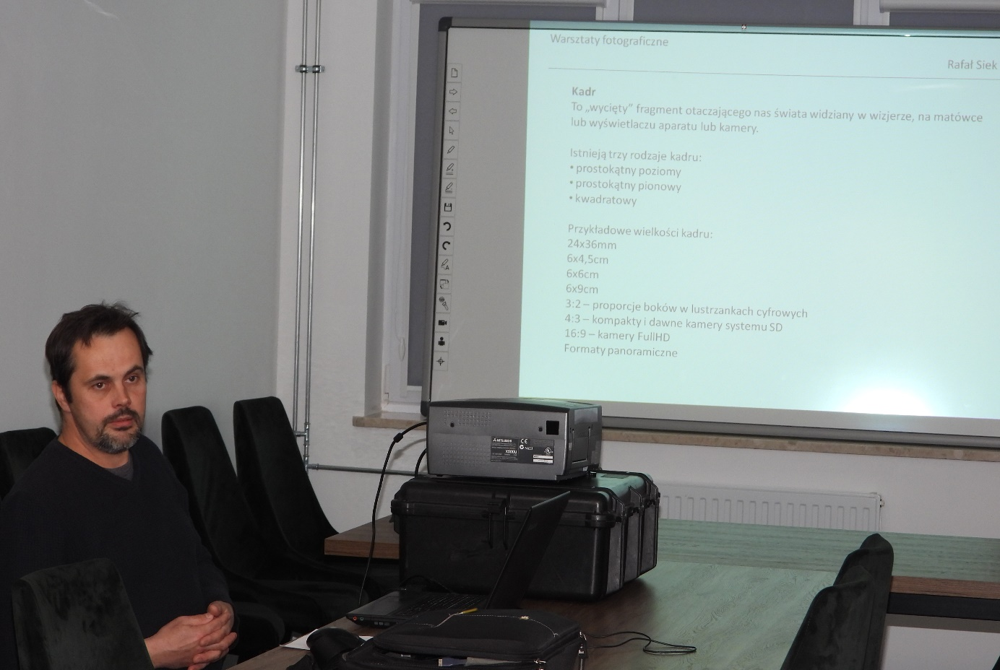 Warsztaty fotograficzne
Rafał Siek
Kadr
To „wycięty” fragment otaczającego nas świata widziany w wizjerze, na matówce
lub wyświetlaczu aparatu lub kamery.
Istnieją trzy rodzaje kadru:
• prostokątny poziomy
• prostokątny pionowy
• kwadratowy
Przykładowe wielkości kadru:
24x36mm
6x4,5cm
6x6cm
6x9cm
3:2 – proporcje boków w lustrzankach cyfrowych
4:3 – kompakty i dawne kamery systemu SD
16:9 – kamery FullHD
Formaty panoramiczne
MITSUBISHI
X500U